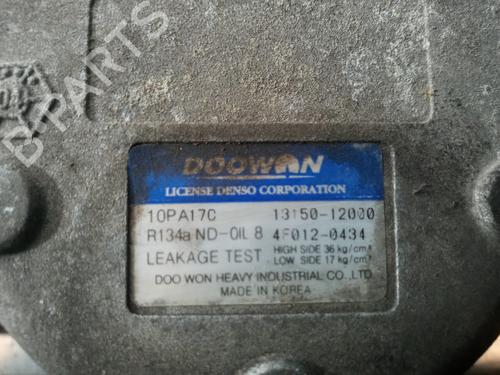 B-PARTS
DOOWON
LICENSE DENSO CORPORATION
10PA17C 13150-12000
R134a ND-OIL 8 4F012-0434
LEAKAGE TEST HIGH SIDE 36 kg/cm²
LOW SIDE 17 kg/cm²
DOO WON HEAVY INDUSTRIAL CO.,LTD.
MADE IN KOREA